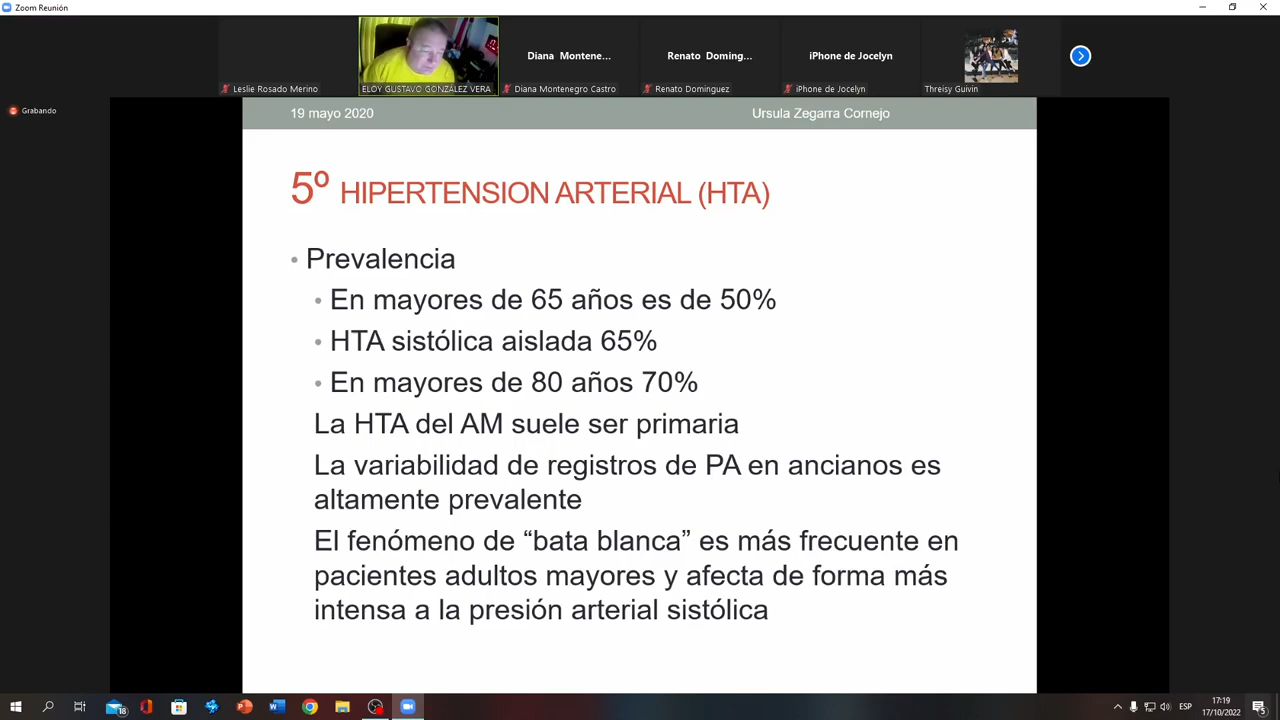 Zoom Reunión
Diana Montene...
Renato Doming...
iPhone de Jocelyn
Leslie Rosado Merino
ELOY GUSTAVO GONZALEZ VERA
Diana Montenegro Castro
Renato Dominguez
iPhone de Jocelyn
Threisy Guivin
Grabando
19 mayo 2020
Ursula Zegarra Cornejo
5º HIPERTENSION ARTERIAL (HTA)
• Prevalencia
• En mayores de 65 años es de 50%
• HTA sistólica aislada 65%
• En mayores de 80 años 70%
La HTA del AM suele ser primaria
La variabilidad de registros de PA en ancianos es
altamente prevalente
El fenómeno de “bata blanca” es más frecuente en
pacientes adultos mayores y afecta de forma más
intensa a la presión arterial sistólica
18
ESP
17:19
17/10/2022
5